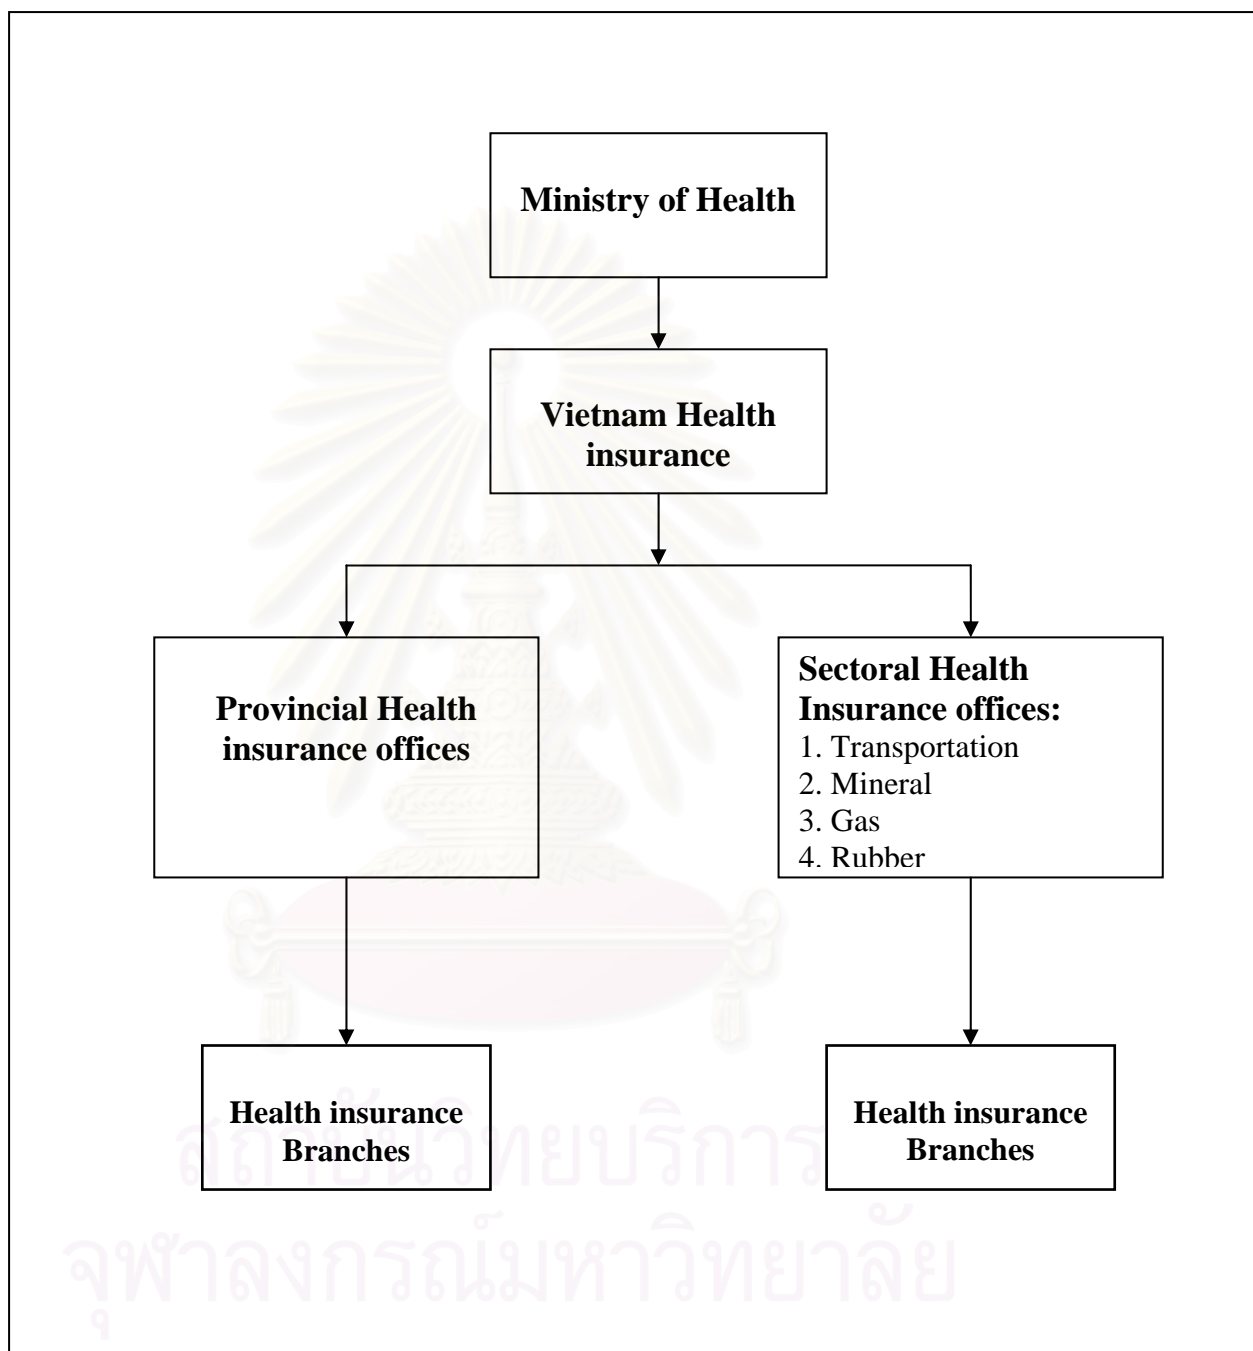 Ministry of Health
Vietnam Health
insurance
Provincial Health
insurance offices
Sectoral Health
Insurance offices:
1. Transportation
2. Mineral
3. Gas
4. Rubber
Health insurance
Branches
Health insurance
Branches
สถาบันวิทยบริการ
จุฬาลงกรณ์มหาวิทยาลัย